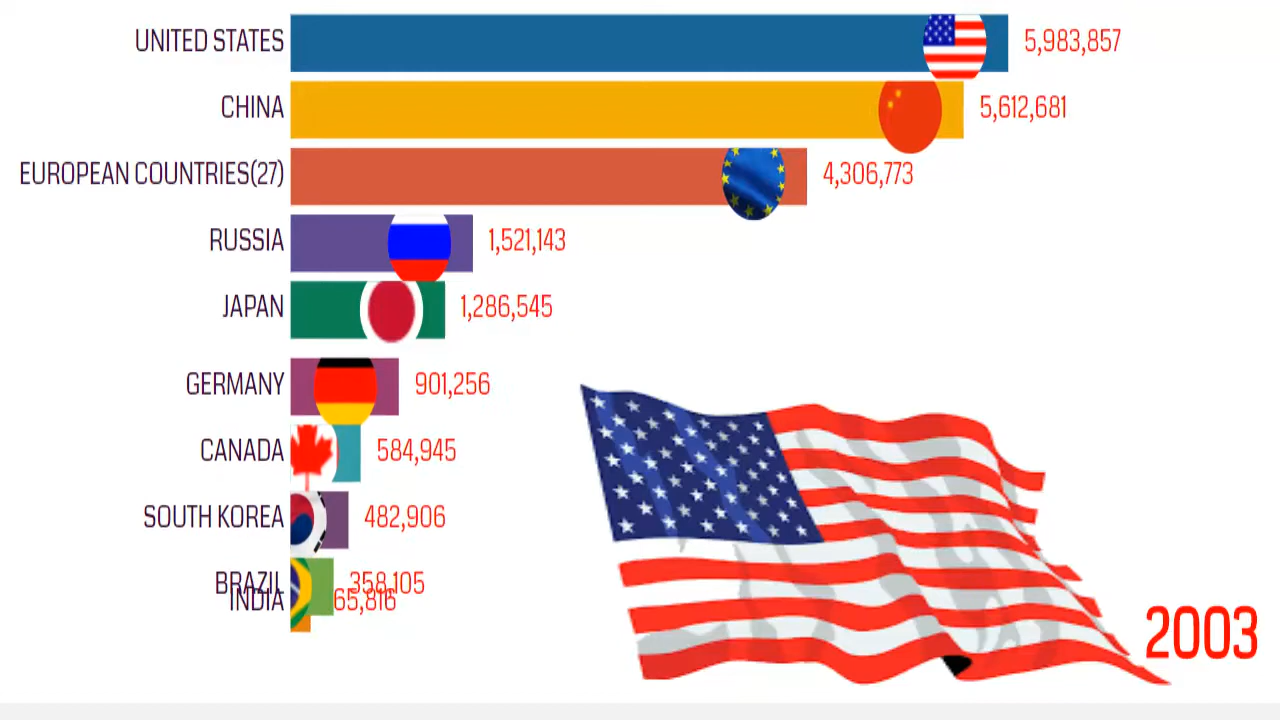 UNITED STATES 5,983,857
CHINA 5,612,681
EUROPEAN COUNTRIES(27) 4,306,773
RUSSIA 1,521,143
JAPAN 1,286,545
GERMANY 901,256
CANADA 584,945
SOUTH KOREA 482,906
BRAZIL 358,105
INDIA 65,816
2003